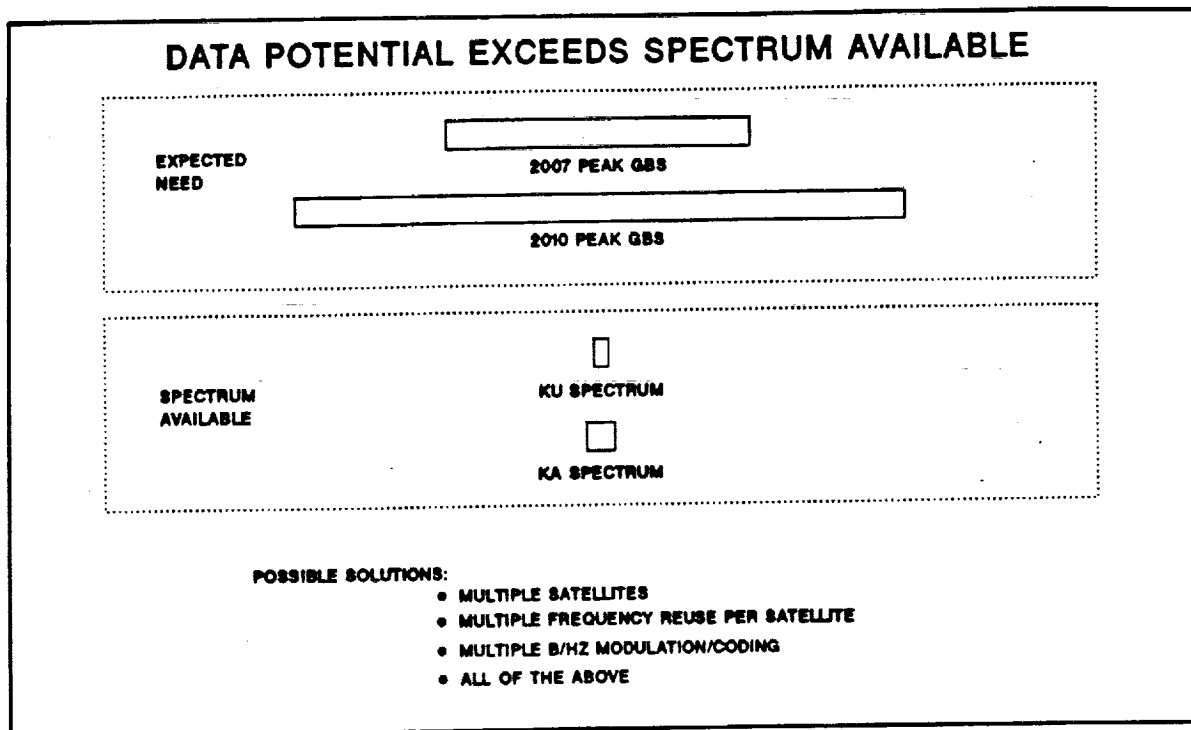 DATA POTENTIAL EXCEEDS SPECTRUM AVAILABLE
EXPECTED
NEED
2007 PEAK GBS
2010 PEAK GBS
SPECTRUM
AVAILABLE
KU SPECTRUM
KA SPECTRUM
POSSIBLE SOLUTIONS:
• MULTIPLE SATELLITES
• MULTIPLE FREQUENCY REUSE PER SATELLITE
• MULTIPLE B/HZ MODULATION/CODING
• ALL OF THE ABOVE